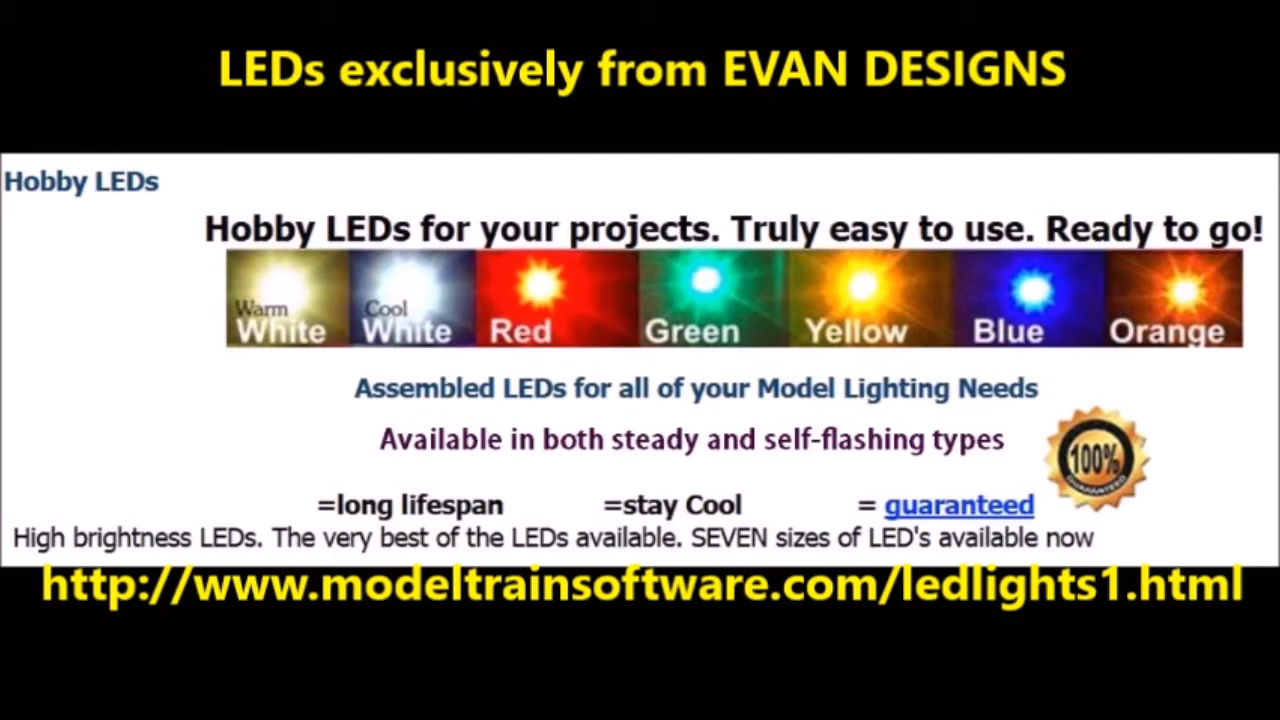 LEDs exclusively from EVAN DESIGNS
Hobby LEDs
Hobby LEDs for your projects. Truly easy to use. Ready to go!
Warm Cool
White White Red Green Yellow Blue Orange
Assembled LEDs for all of your Model Lighting Needs
Available in both steady and self-flashing types
100%
GUARANTEED
=long lifespan =stay Cool = guaranteed
High brightness LEDs. The very best of the LEDs available. SEVEN sizes of LED's available now
http://www.modeltrainsoftware.com/ledlights1.html